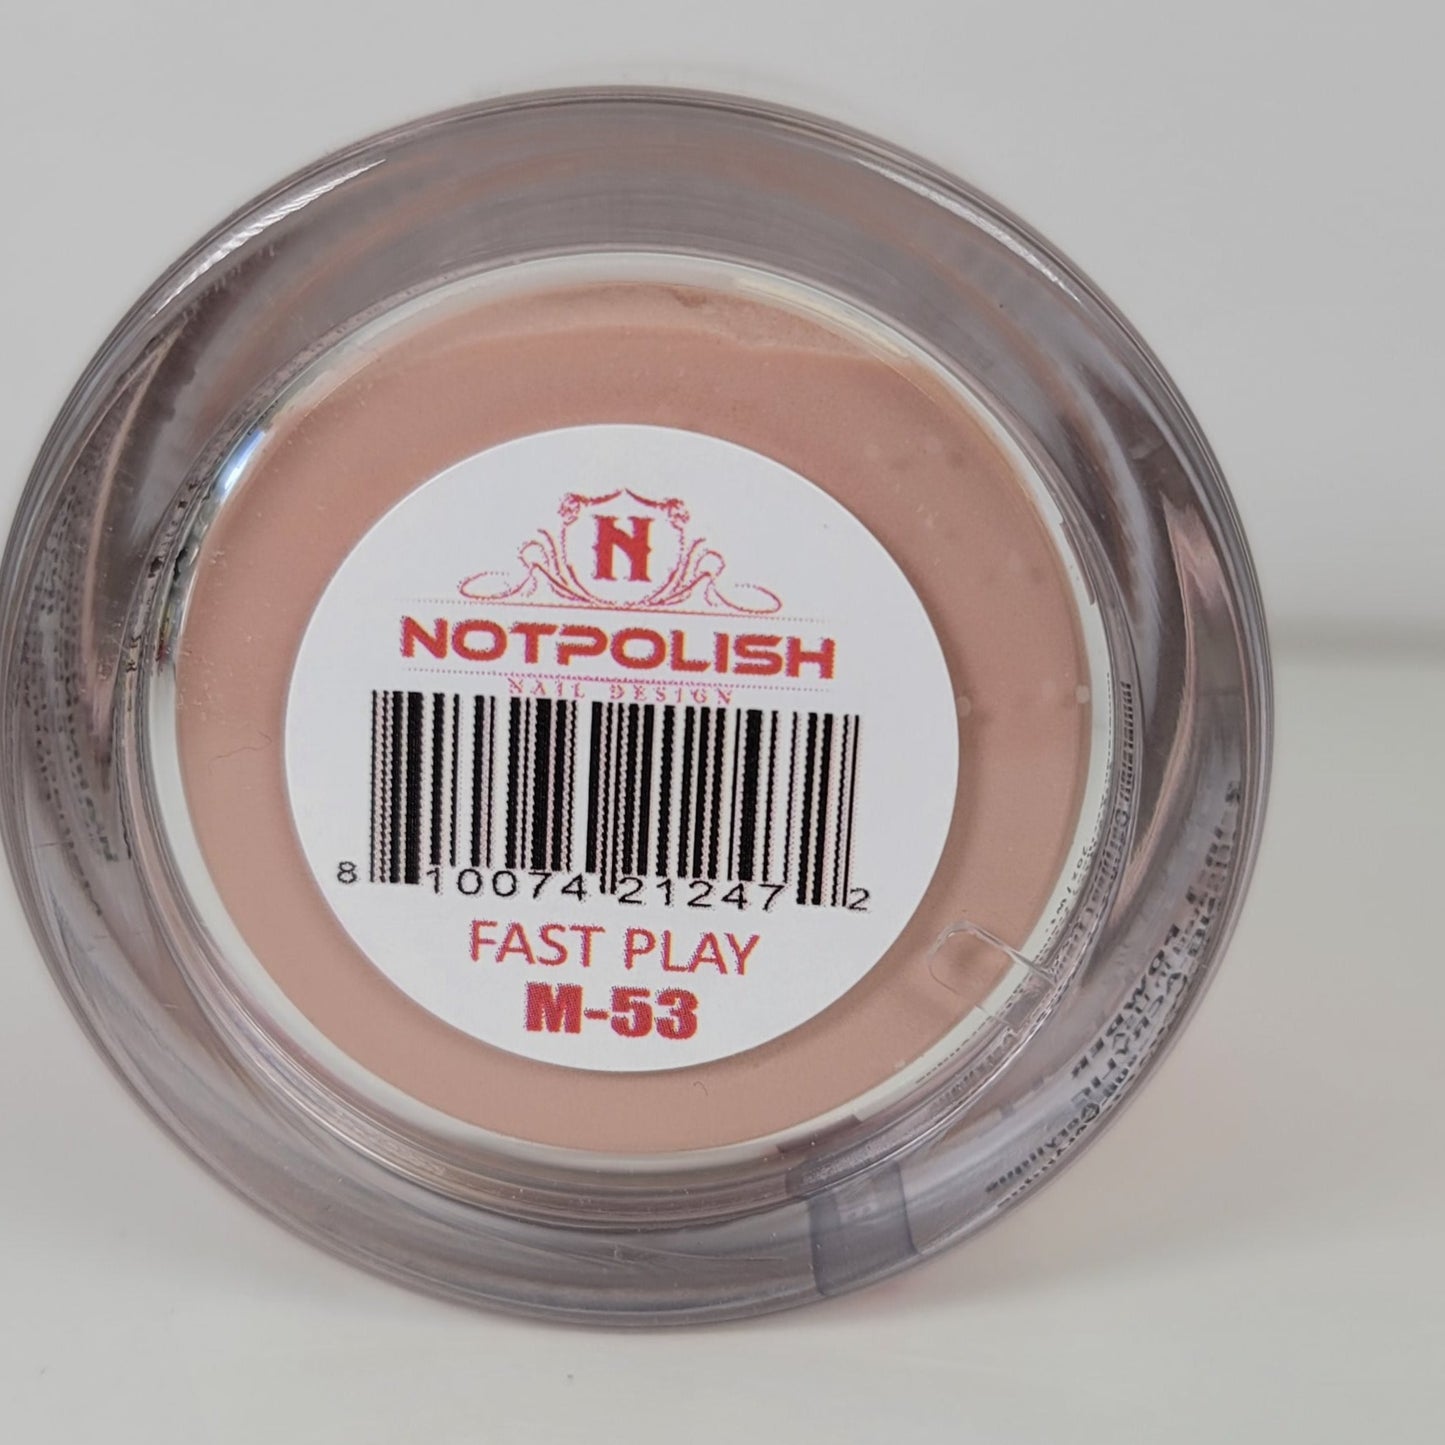 N
NOTPOLISH
NAIL DESIGN
8 10074 21247 2
FAST PLAY
M-53